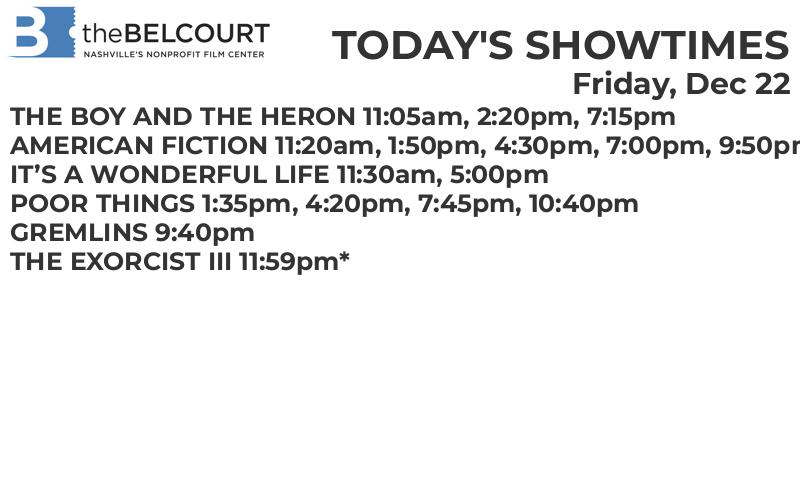 B theBELCOURT
NASHVILLE'S NONPROFIT FILM CENTER
TODAY'S SHOWTIMES
Friday, Dec 22
THE BOY AND THE HERON 11:05am, 2:20pm, 7:15pm
AMERICAN FICTION 11:20am, 1:50pm, 4:30pm, 7:00pm, 9:50pr
IT’S A WONDERFUL LIFE 11:30am, 5:00pm
POOR THINGS 1:35pm, 4:20pm, 7:45pm, 10:40pm
GREMLINS 9:40pm
THE EXORCIST III 11:59pm*